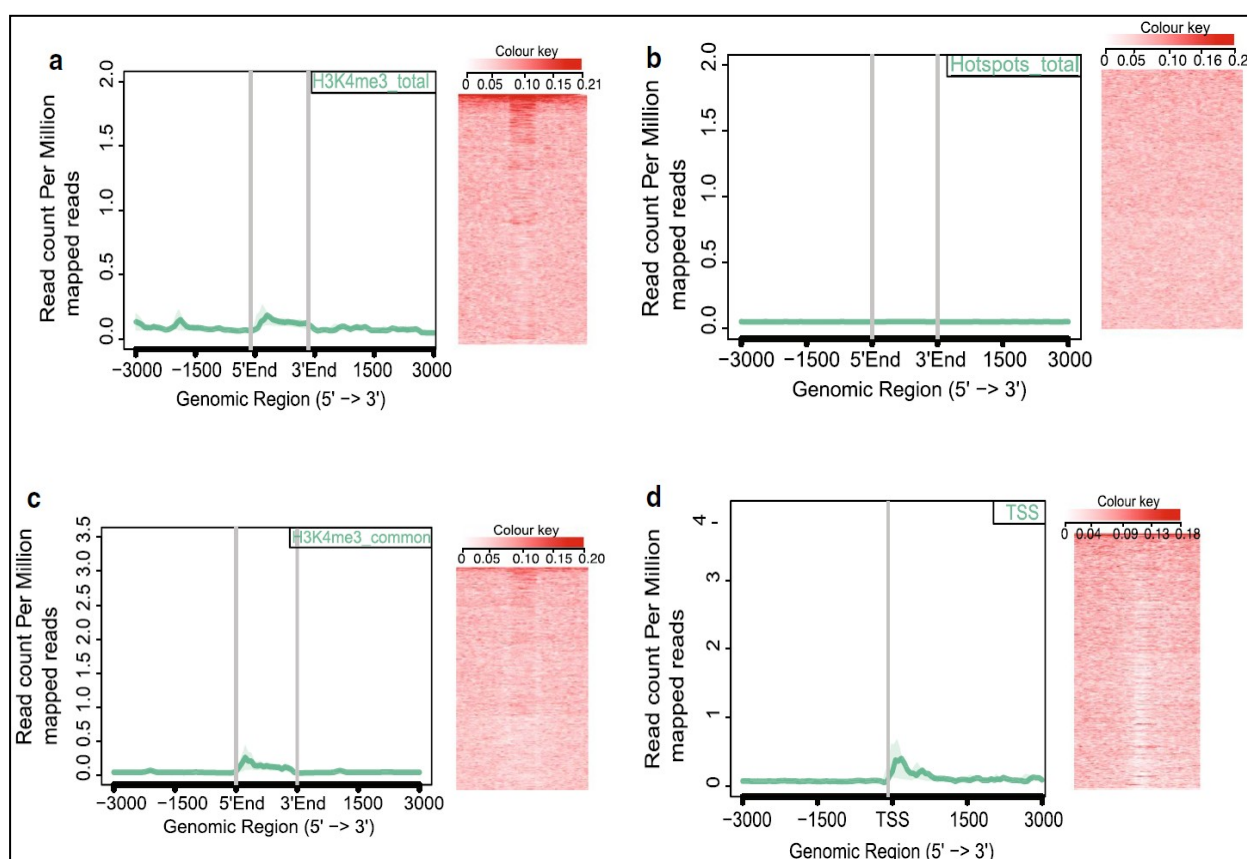 a
Colour key
0 0.05 0.10 0.15 0.21
H3K4me3_total
Read count Per Million
mapped reads
2.0
1.5
1.0
0.5
0.0
−3000 −1500 5'End 3'End 1500 3000
Genomic Region (5' −> 3')
b
Colour key
0 0.05 0.10 0.16 0.2
Hotspots_total
Read count Per Million
mapped reads
2.0
1.5
1.0
0.5
0.0
−3000 −1500 5'End 3'End 1500 3000
Genomic Region (5' −> 3')
c
Colour key
0 0.05 0.10 0.15 0.20
H3K4me3_common
Read count Per Million
mapped reads
3.5
3.0
2.5
2.0
1.5
1.0
0.5
0.0
−3000 −1500 5'End 3'End 1500 3000
Genomic Region (5' −> 3')
d
Colour key
0 0.04 0.09 0.13 0.18
TSS
Read count Per Million
mapped reads
4
3
2
1
0
−3000 −1500 TSS 1500 3000
Genomic Region (5' −> 3')